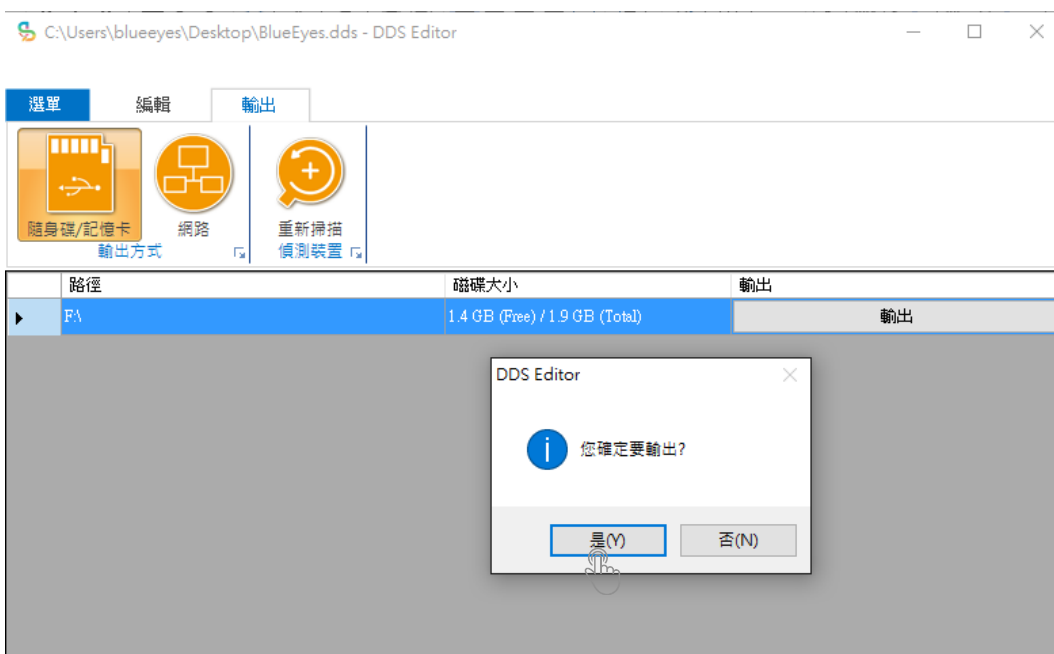 C:\Users\blueeyes\Desktop\BlueEyes.dds - DDS Editor
選單 編輯 輸出
隨身碟/記憶卡 網路 重新掃描
輸出方式 偵測裝置
路徑 磁碟大小 輸出
F:\ 1.4 GB (Free) / 1.9 GB (Total) 輸出
DDS Editor
您確定要輸出?
是(Y) 否(N)